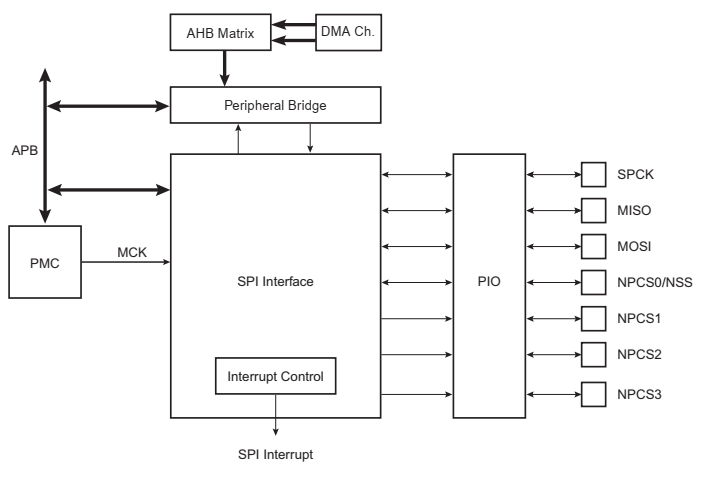 AHB Matrix
DMA Ch.
Peripheral Bridge
APB
PMC
MCK
SPI Interface
Interrupt Control
SPI Interrupt
PIO
SPCK
MISO
MOSI
NPCS0/NSS
NPCS1
NPCS2
NPCS3